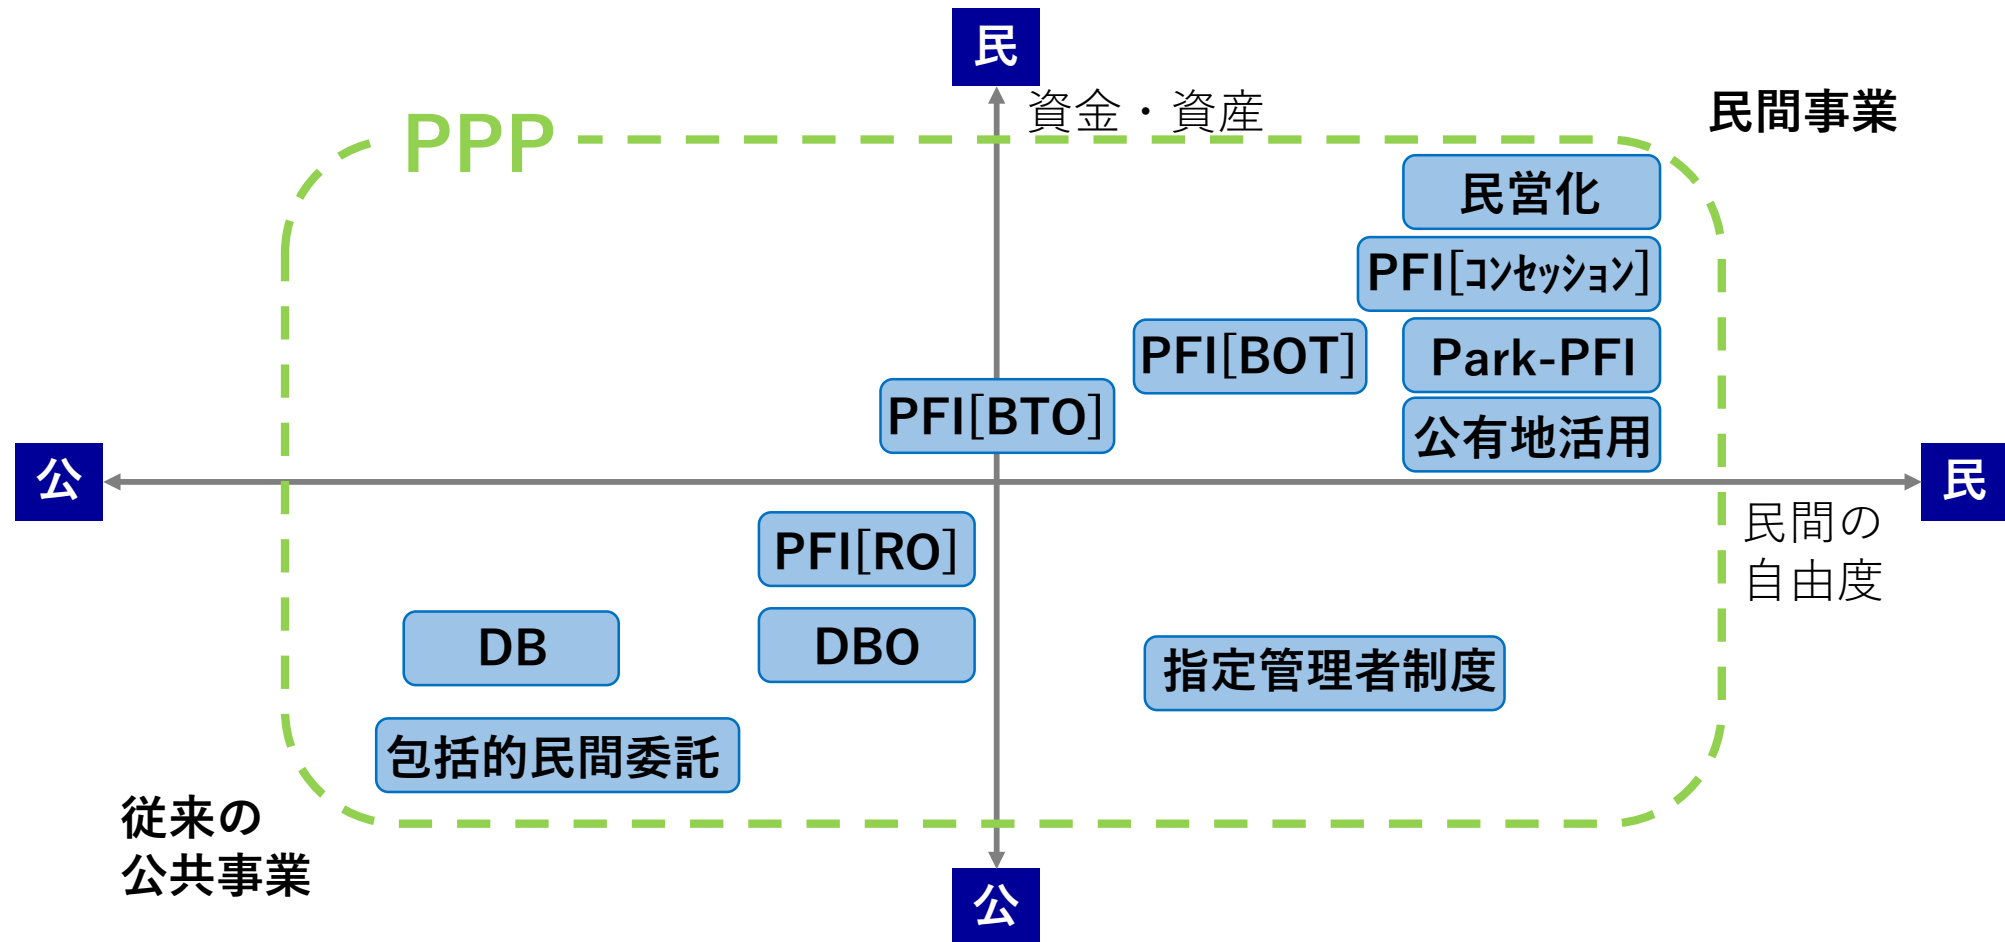 民
資金・資産
民間事業
PPP
民営化
PFI[ｺﾝｾｯｼｮﾝ]
PFI[BOT]
Park-PFI
PFI[BTO]
公有地活用
公
民
民間の
自由度
PFI[RO]
DB
DBO
指定管理者制度
包括的民間委託
従来の
公共事業
公